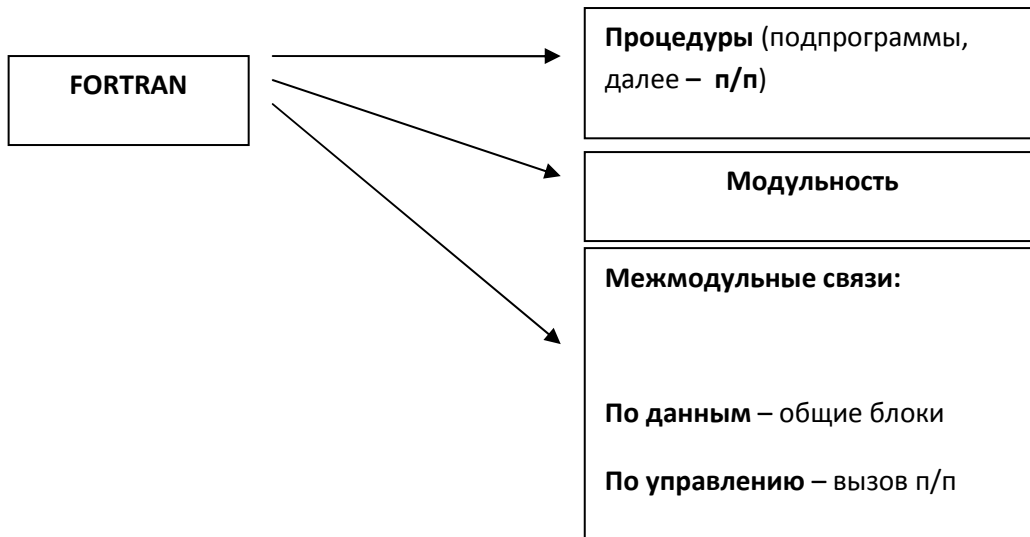 FORTRAN
Процедуры (подпрограммы,
далее – п/п)
Модульность
Межмодульные связи:
По данным – общие блоки
По управлению – вызов п/п